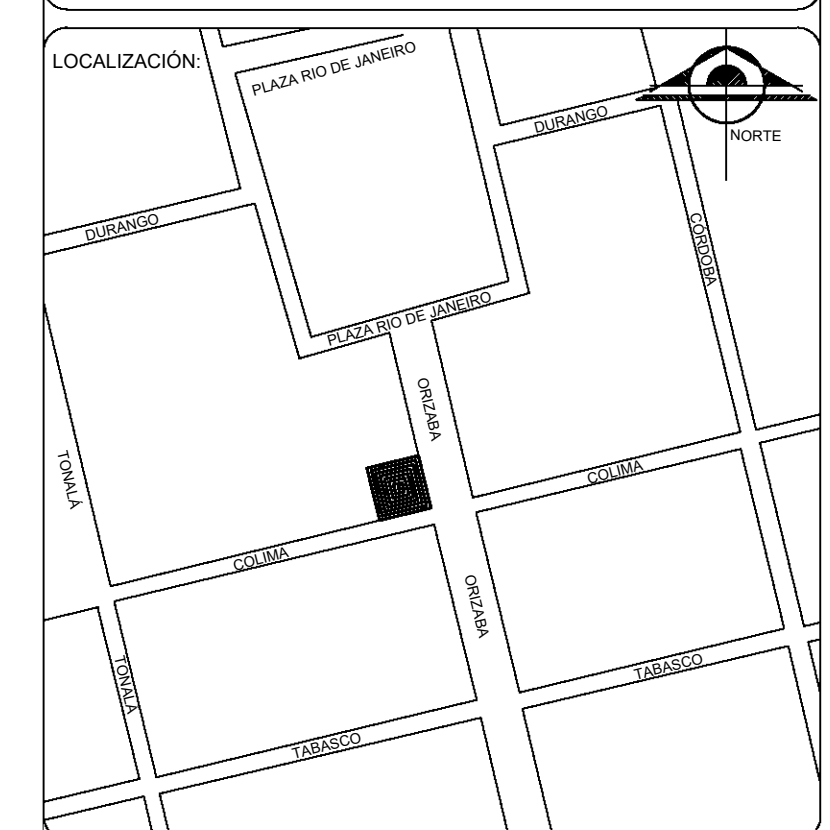 LOCALIZACIÓN:
PLAZA RIO DE JANEIRO
NORTE
DURANGO
DURANGO
CÓRDOBA
PLAZA RIO DE JANEIRO
ORIZABA
TONALÁ
COLIMA
COLIMA
ORIZABA
TONALÁ
TABASCO
TABASCO